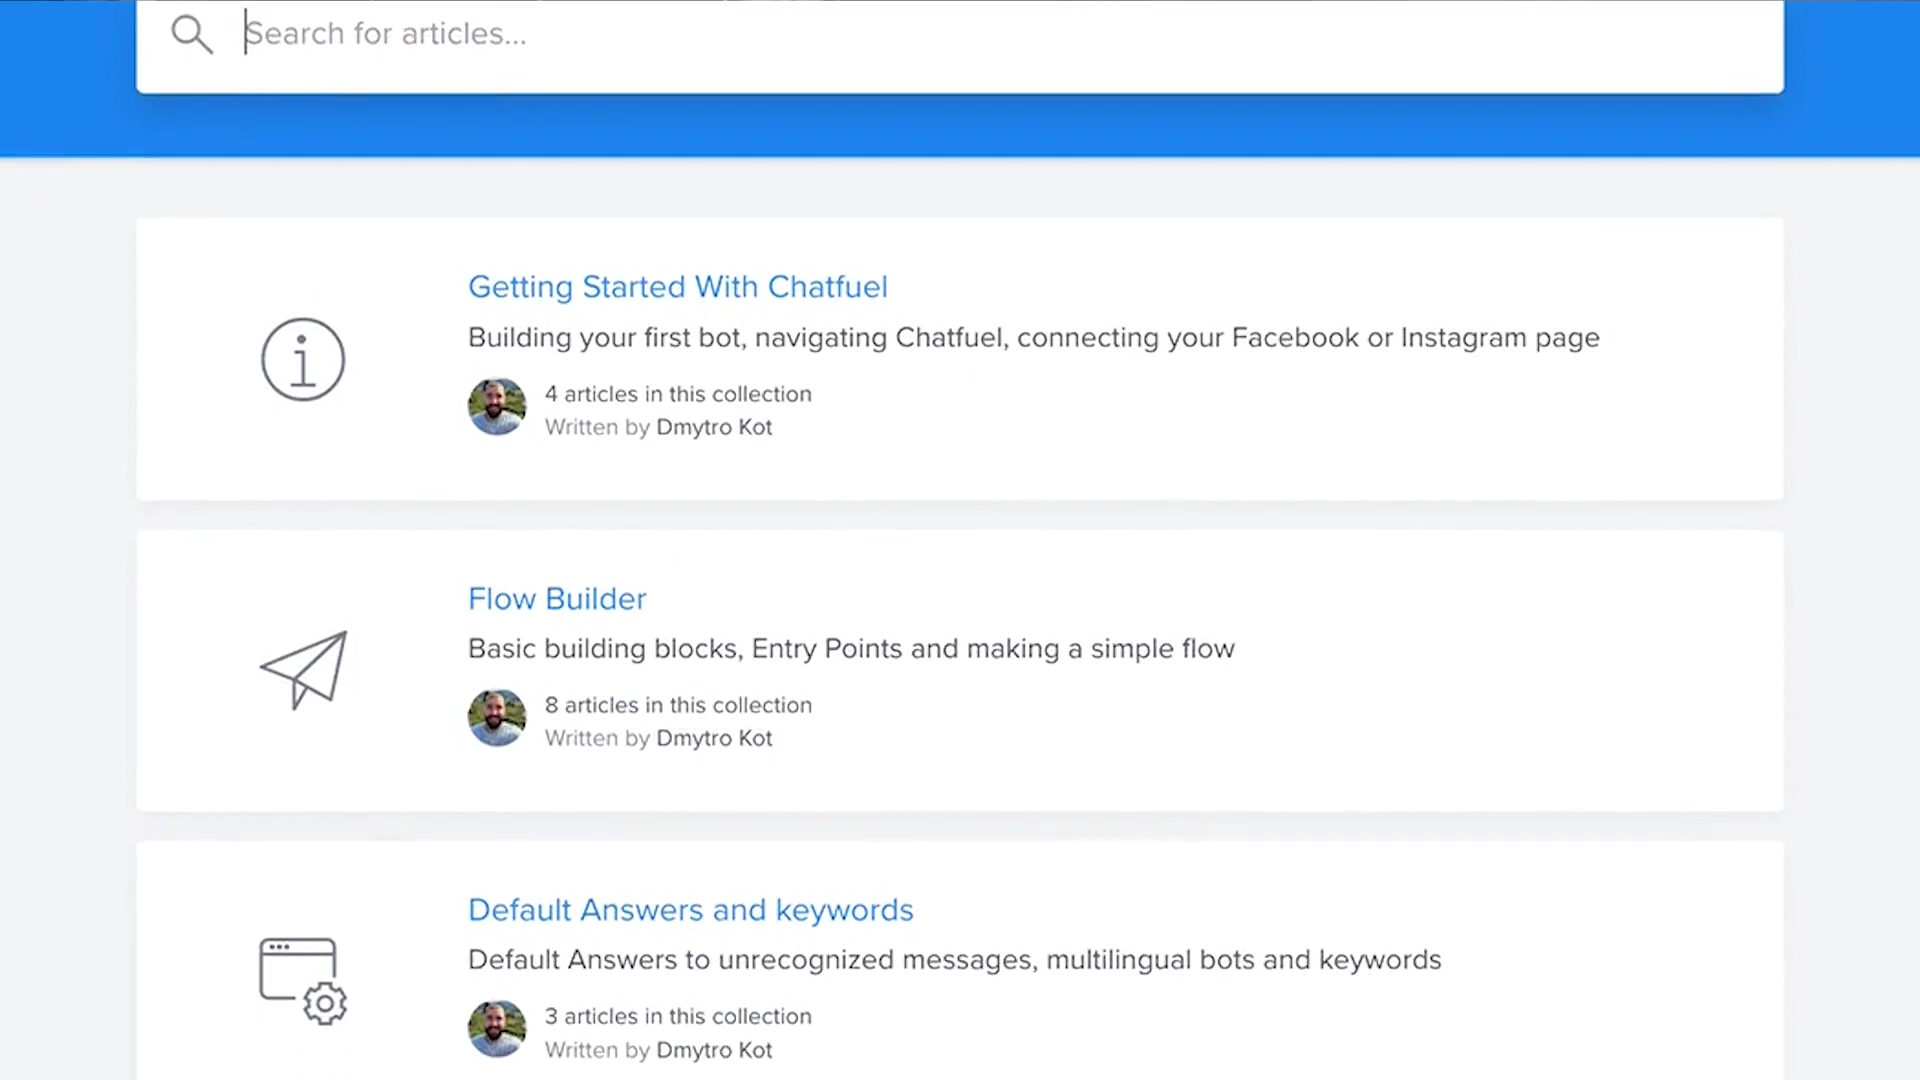 Search for articles...
Getting Started With Chatfuel
Building your first bot, navigating Chatfuel, connecting your Facebook or Instagram page
4 articles in this collection
Written by Dmytro Kot
Flow Builder
Basic building blocks, Entry Points and making a simple flow
8 articles in this collection
Written by Dmytro Kot
Default Answers and keywords
Default Answers to unrecognized messages, multilingual bots and keywords
3 articles in this collection
Written by Dmytro Kot